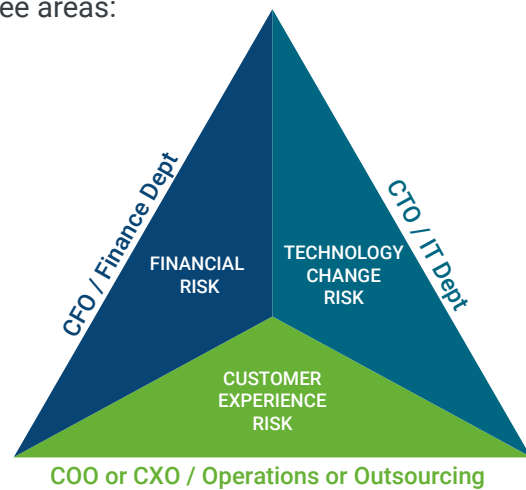 ee areas:
CFO / Finance Dept
CTO / IT Dept
FINANCIAL
RISK
TECHNOLOGY
CHANGE
RISK
CUSTOMER
EXPERIENCE
RISK
COO or CXO / Operations or Outsourcing